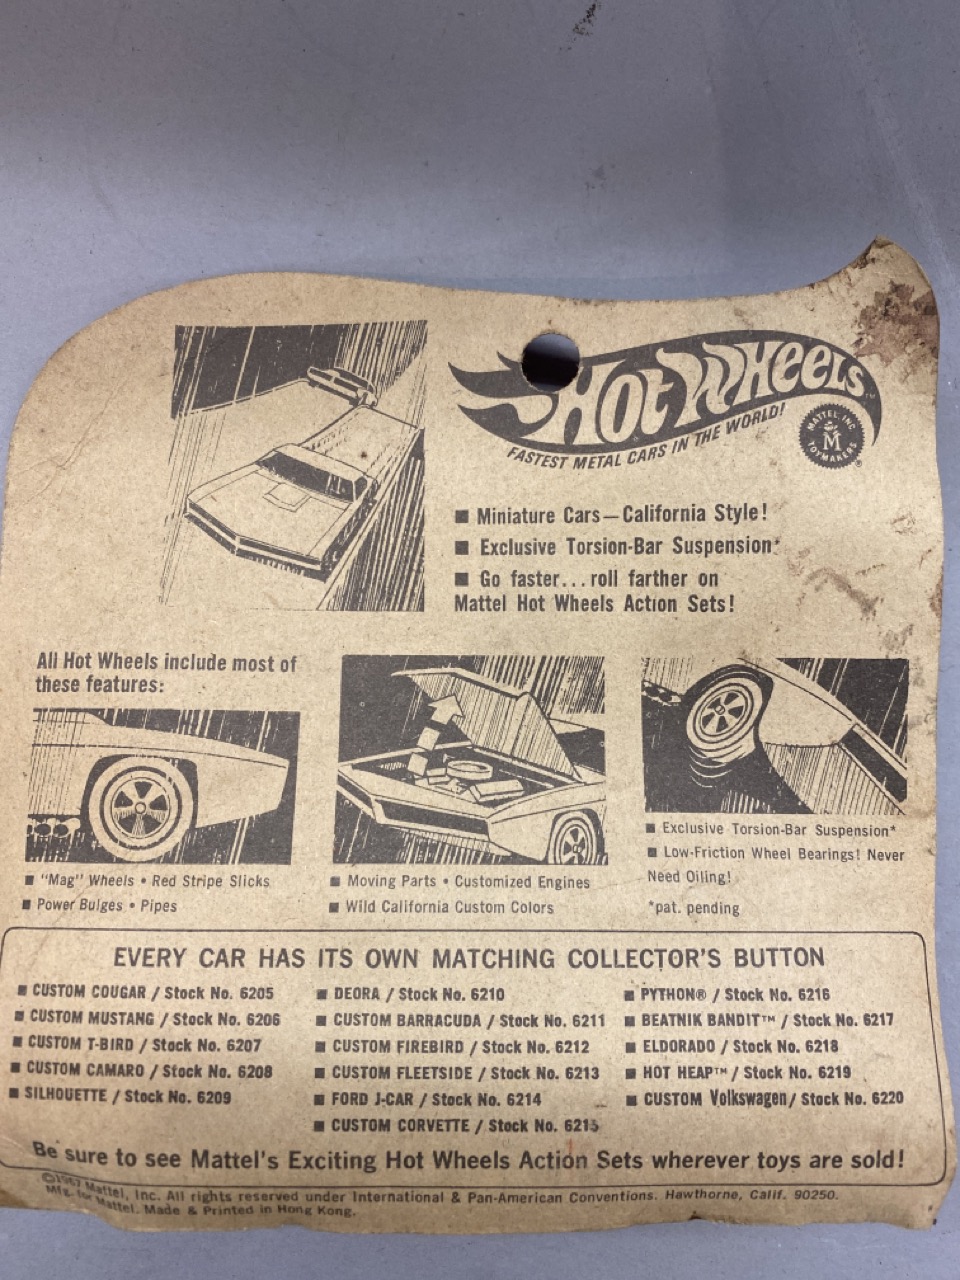 HOT WHEELS™
FASTEST METAL CARS IN THE WORLD!
MATTEL, INC.
M
TOYMAKERS
®
■ Miniature Cars—California Style!
■ Exclusive Torsion-Bar Suspension*
■ Go faster...roll farther on
Mattel Hot Wheels Action Sets!
All Hot Wheels include most of
these features:
■ "Mag" Wheels • Red Stripe Slicks
■ Power Bulges • Pipes
■ Moving Parts • Customized Engines
■ Wild California Custom Colors
■ Exclusive Torsion-Bar Suspension*
■ Low-Friction Wheel Bearings! Never
Need Oiling!
*pat. pending
EVERY CAR HAS ITS OWN MATCHING COLLECTOR'S BUTTON
■ CUSTOM COUGAR / Stock No. 6205
■ CUSTOM MUSTANG / Stock No. 6206
■ CUSTOM T-BIRD / Stock No. 6207
■ CUSTOM CAMARO / Stock No. 6208
■ SILHOUETTE / Stock No. 6209
■ DEORA / Stock No. 6210
■ CUSTOM BARRACUDA / Stock No. 6211
■ CUSTOM FIREBIRD / Stock No. 6212
■ CUSTOM FLEETSIDE / Stock No. 6213
■ FORD J-CAR / Stock No. 6214
■ CUSTOM CORVETTE / Stock No. 6215
■ PYTHON® / Stock No. 6216
■ BEATNIK BANDIT™ / Stock No. 6217
■ ELDORADO / Stock No. 6218
■ HOT HEAP™ / Stock No. 6219
■ CUSTOM Volkswagen / Stock No. 6220
Be sure to see Mattel's Exciting Hot Wheels Action Sets wherever toys are sold!
©1967 Mattel, Inc. All rights reserved under International & Pan-American Conventions. Hawthorne, Calif. 90250.
Mfg. for Mattel. Made & Printed in Hong Kong.